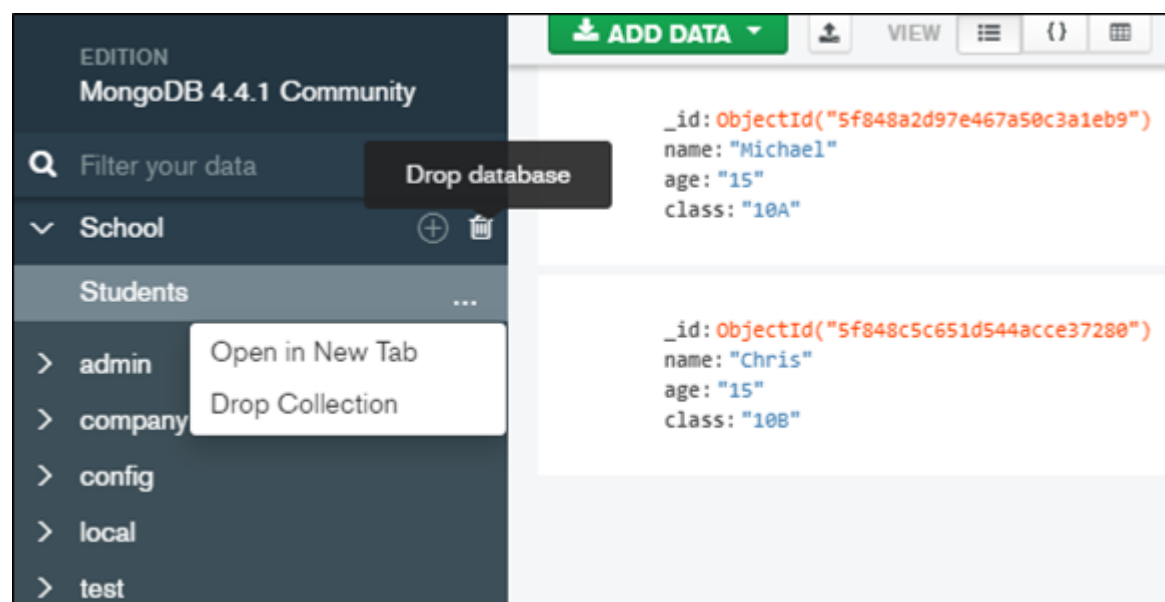 EDITION
MongoDB 4.4.1 Community
Filter your data
Drop database
School
Students
...
Open in New Tab
Drop Collection
admin
company
config
local
test
ADD DATA
VIEW
{}
_id: ObjectId("5f848a2d97e467a50c3a1eb9")
name: "Michael"
age: "15"
class: "10A"
_id: ObjectId("5f848c5c651d544acce37280")
name: "Chris"
age: "15"
class: "10B"